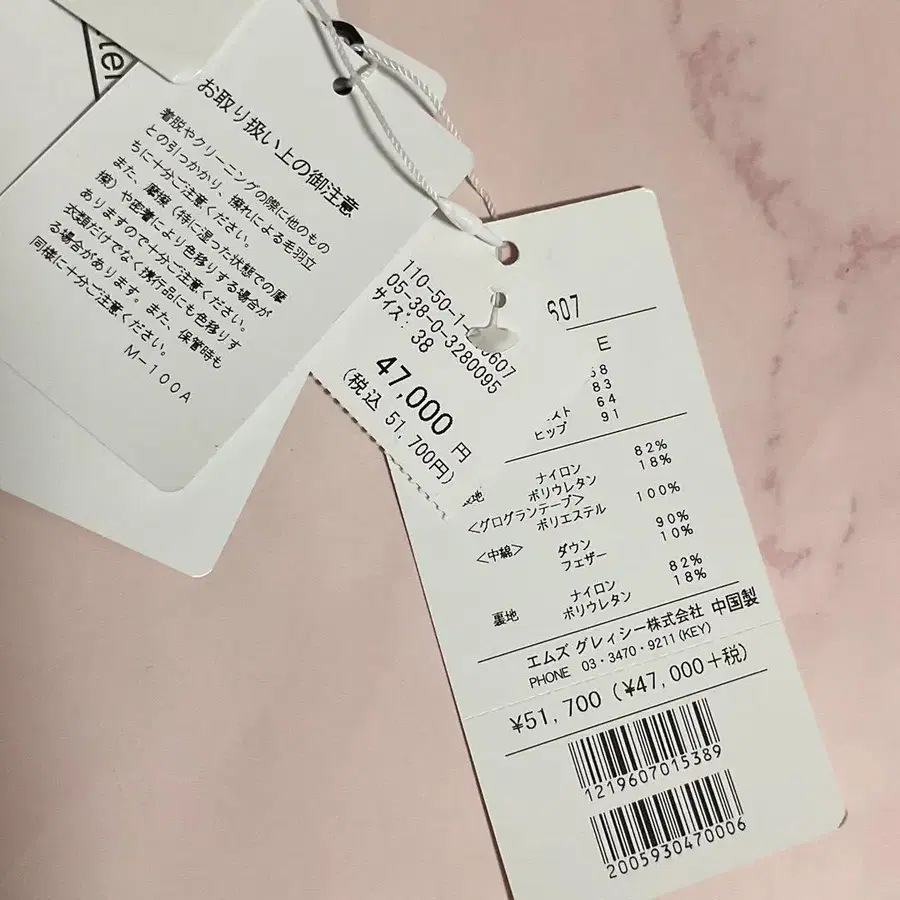 お取り扱い上の御注意
着脱やクリーニングの際に他のもの
との引っかかり、擦れによる毛羽立
ちに十分ご注意ください。
また、摩擦（特に湿った状態での摩
擦）や密着により色移りする場合が
ありますので十分ご注意ください。
衣類だけでなく携行品にも色移りす
る場合があります。また、保管時も
同様に十分ご注意ください。
M-100A
110-50-1-
0607
05-38-0-3280095
サイズ: 38
47,000 円
(税込 51,700円)
607
E
83
64
ヒップ 91
ナイロン 82%
ポリウレタン 18%
<グログランテープ>
ポリエステル 100%
<中綿> ダウン 90%
フェザー 10%
裏地 ナイロン 82%
ポリウレタン 18%
エムズ グレィシー株式会社 中国製
PHONE 03・3470・9211(KEY)
¥51,700 (¥47,000+税)
1219607015389
2005930470006